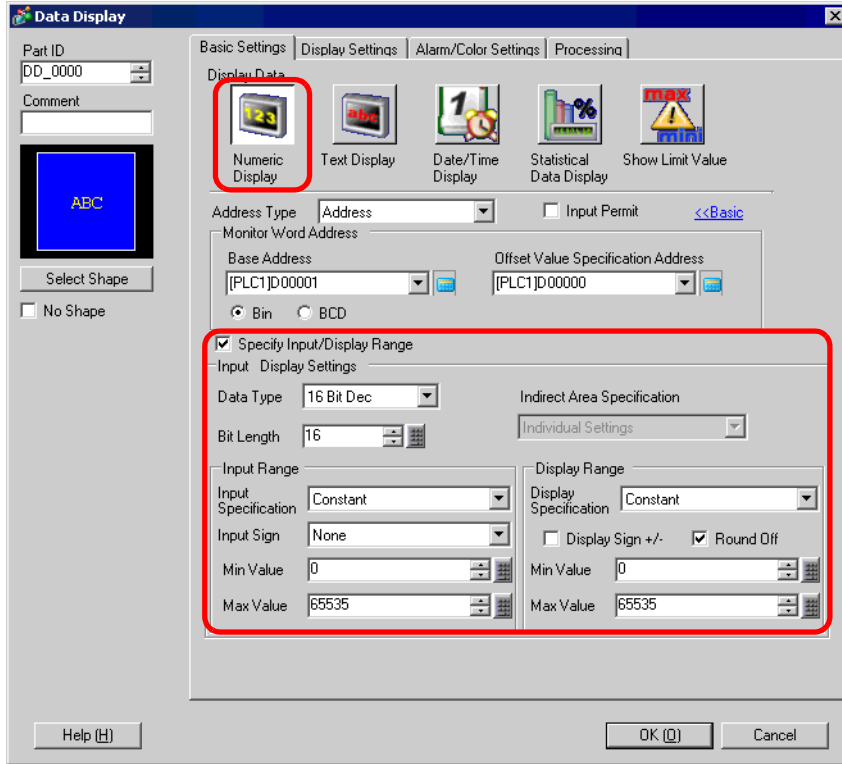 Data Display
Part ID
DD_0000
Comment
ABC
Select Shape
No Shape
Basic Settings Display Settings Alarm/Color Settings Processing
Display Data
123 abc 1 % max mini
Numeric Display
Text Display
Date/Time Display
Statistical Data Display
Show Limit Value
Address Type Address Input Permit <<Basic
Monitor Word Address
Base Address Offset Value Specification Address
[PLC1]D00001 [PLC1]D00000
Bin BCD
Specify Input/Display Range
Input Display Settings
Data Type 16 Bit Dec Indirect Area Specification
Bit Length 16 Individual Settings
Input Range
Input Specification Constant
Input Sign None
Min Value 0
Max Value 65535
Display Range
Display Specification Constant
Display Sign +/- Round Off
Min Value 0
Max Value 65535
Help (H) OK (O) Cancel